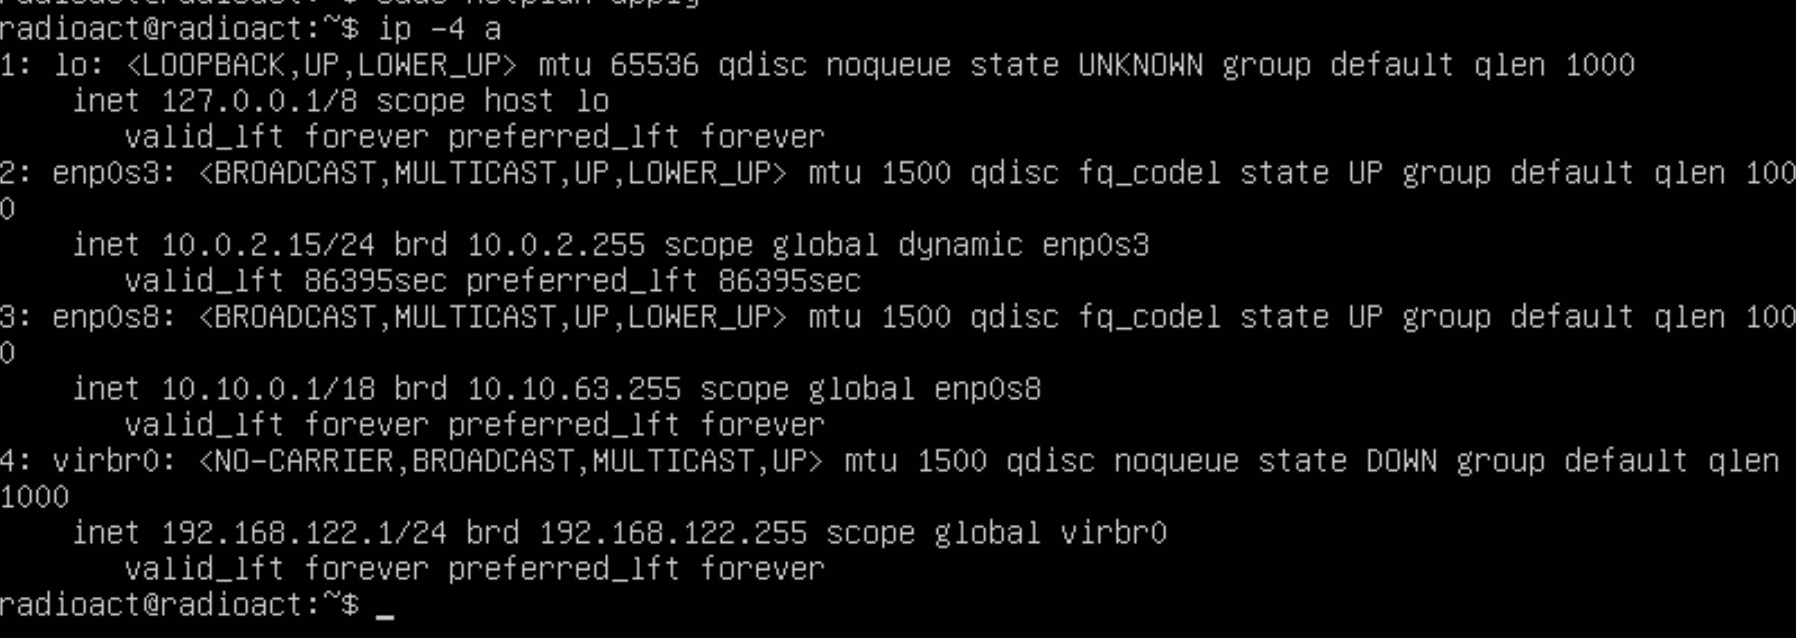 radioact@radioact:~$ ip -4 a
1: lo: <LOOPBACK,UP,LOWER_UP> mtu 65536 qdisc noqueue state UNKNOWN group default qlen 1000
    inet 127.0.0.1/8 scope host lo
       valid_lft forever preferred_lft forever
2: enp0s3: <BROADCAST,MULTICAST,UP,LOWER_UP> mtu 1500 qdisc fq_codel state UP group default qlen 100
0
    inet 10.0.2.15/24 brd 10.0.2.255 scope global dynamic enp0s3
       valid_lft 86395sec preferred_lft 86395sec
3: enp0s8: <BROADCAST,MULTICAST,UP,LOWER_UP> mtu 1500 qdisc fq_codel state UP group default qlen 100
0
    inet 10.10.0.1/18 brd 10.10.63.255 scope global enp0s8
       valid_lft forever preferred_lft forever
4: virbr0: <NO-CARRIER,BROADCAST,MULTICAST,UP> mtu 1500 qdisc noqueue state DOWN group default qlen
1000
    inet 192.168.122.1/24 brd 192.168.122.255 scope global virbr0
       valid_lft forever preferred_lft forever
radioact@radioact:~$ _